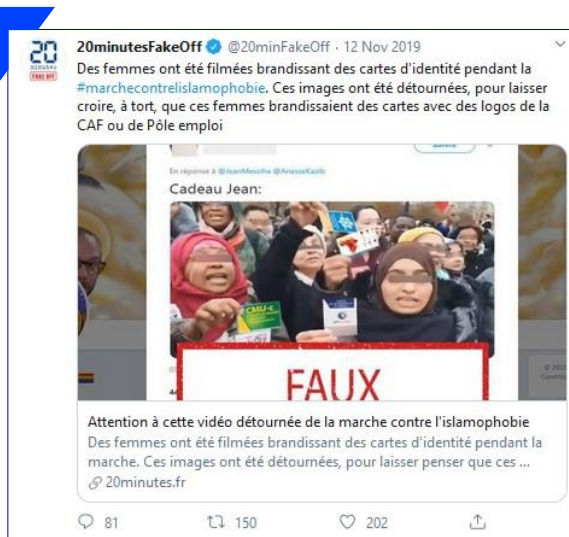 20
minutes
FAKE OFF
20minutesFakeOff @20minFakeOff · 12 Nov 2019
Des femmes ont été filmées brandissant des cartes d'identité pendant la
#marchecontrelislamophobie. Ces images ont été détournées, pour laisser
croire, à tort, que ces femmes brandissaient des cartes avec des logos de la
CAF ou de Pôle emploi
En réponse à @JeanMessiha @AnasseKazib
Cadeau Jean:
CMU-c
FAUX
Attention à cette vidéo détournée de la marche contre l'islamophobie
Des femmes ont été filmées brandissant des cartes d'identité pendant la
marche. Ces images ont été détournées, pour laisser penser que ces ...
20minutes.fr
81 150 202